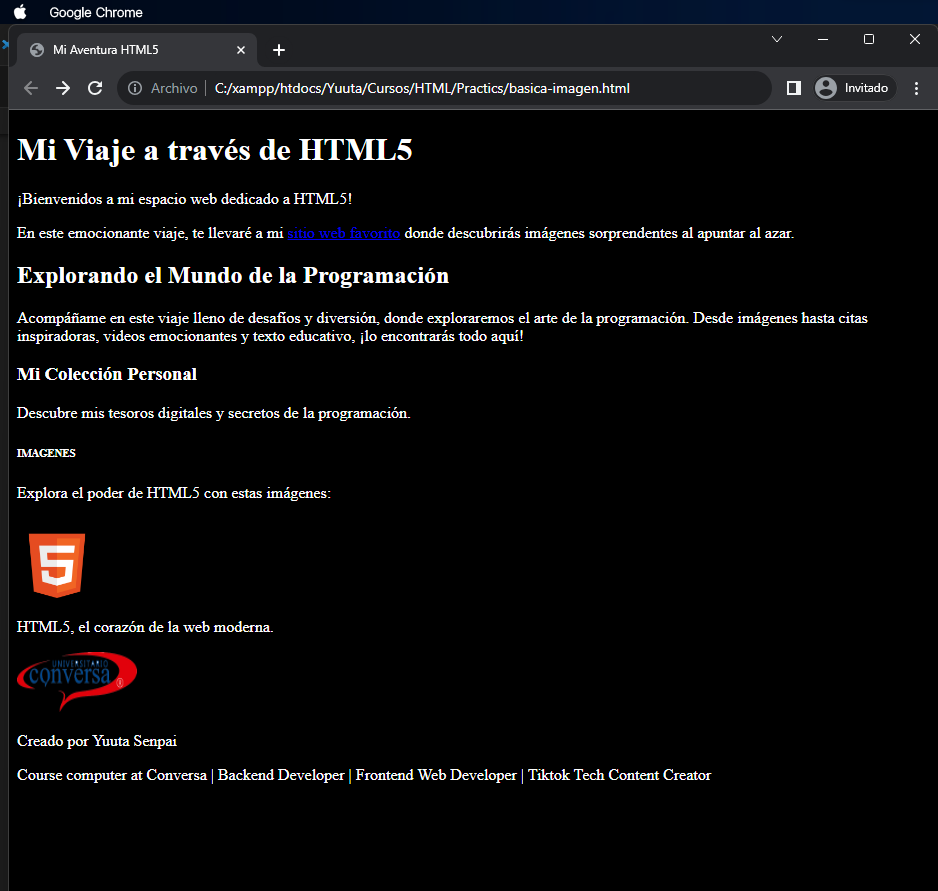 Google Chrome
Mi Aventura HTML5
Archivo C:/xampp/htdocs/Yuuta/Cursos/HTML/Practics/basica-imagen.html Invitado
Mi Viaje a través de HTML5
¡Bienvenidos a mi espacio web dedicado a HTML5!
En este emocionante viaje, te llevaré a mi sitio web favorito donde descubrirás imágenes sorprendentes al apuntar al azar.
Explorando el Mundo de la Programación
Acompáñame en este viaje lleno de desafíos y diversión, donde exploraremos el arte de la programación. Desde imágenes hasta citas
inspiradoras, videos emocionantes y texto educativo, ¡lo encontrarás todo aquí!
Mi Colección Personal
Descubre mis tesoros digitales y secretos de la programación.
IMAGENES
Explora el poder de HTML5 con estas imágenes:
5
HTML5, el corazón de la web moderna.
UNIVERSITARIO
conversa ®
Creado por Yuuta Senpai
Course computer at Conversa | Backend Developer | Frontend Web Developer | Tiktok Tech Content Creator